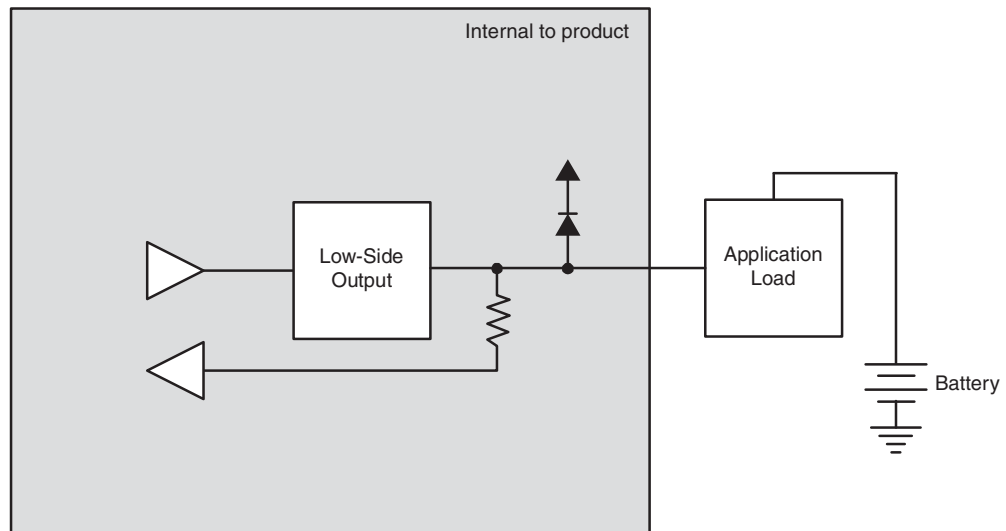 Internal to product
Low-Side
Output
Application
Load
Battery